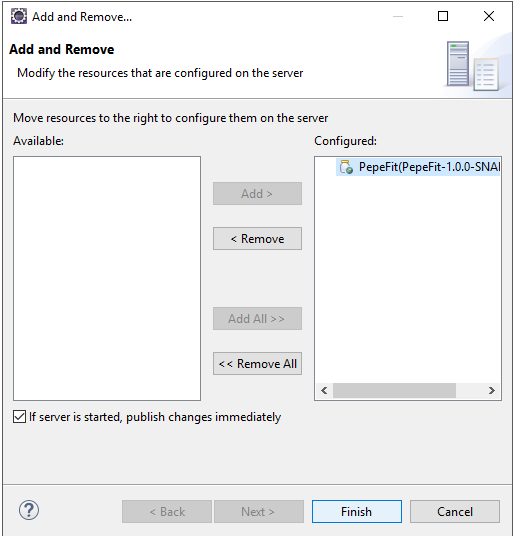 Add and Remove...
Add and Remove
Modify the resources that are configured on the server
Move resources to the right to configure them on the server
Available:
Configured:
PepeFit(PepeFit-1.0.0-SNA
Add >
< Remove
Add All >>
<< Remove All
If server is started, publish changes immediately
?
< Back
Next >
Finish
Cancel